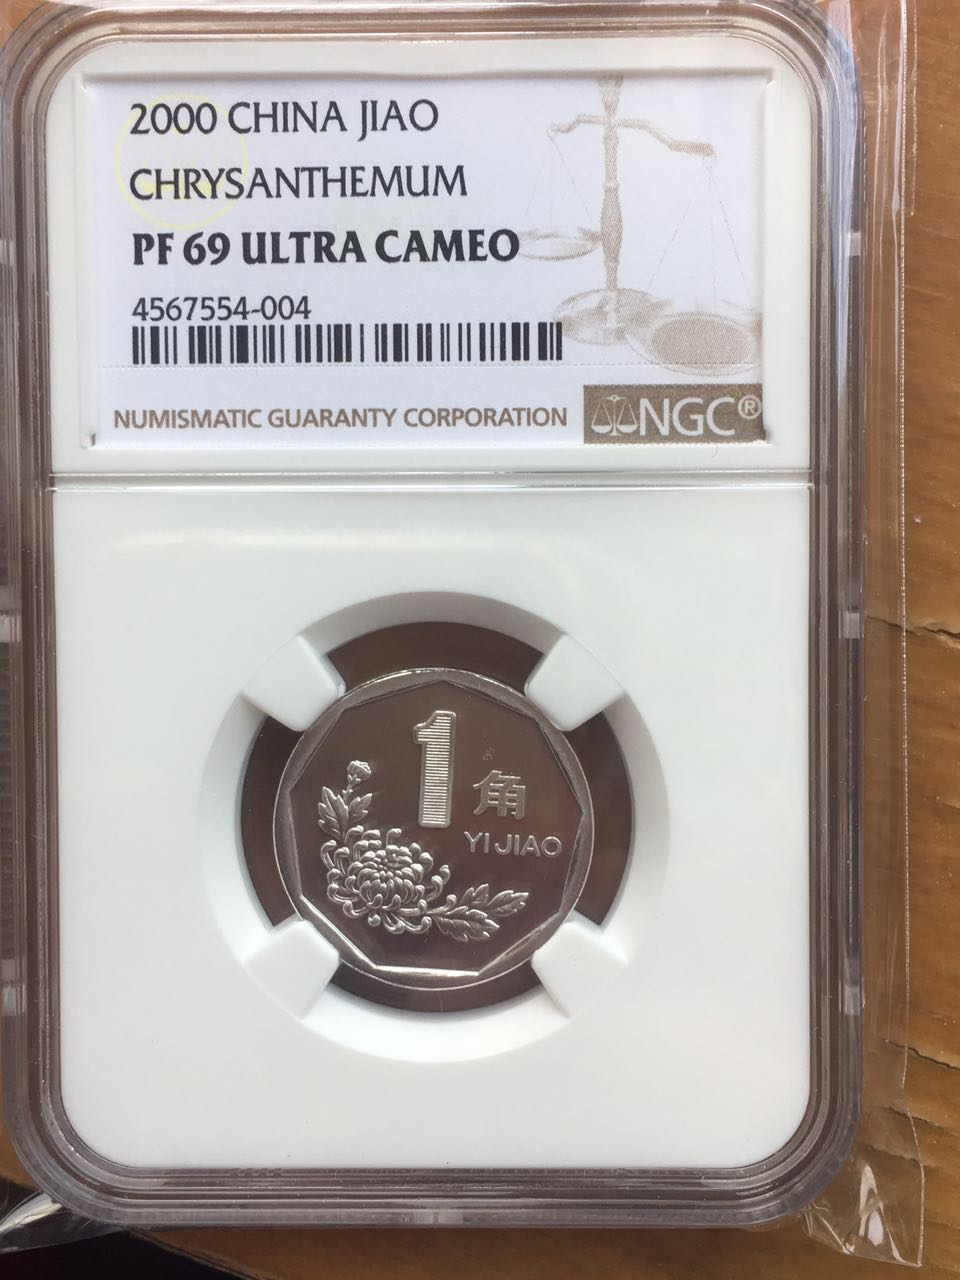 2000 CHINA JIAO
CHRYSANTHEMUM
PF 69 ULTRA CAMEO
4567554-004
NUMISMATIC GUARANTY CORPORATION
NGC®
1
角
YI JIAO